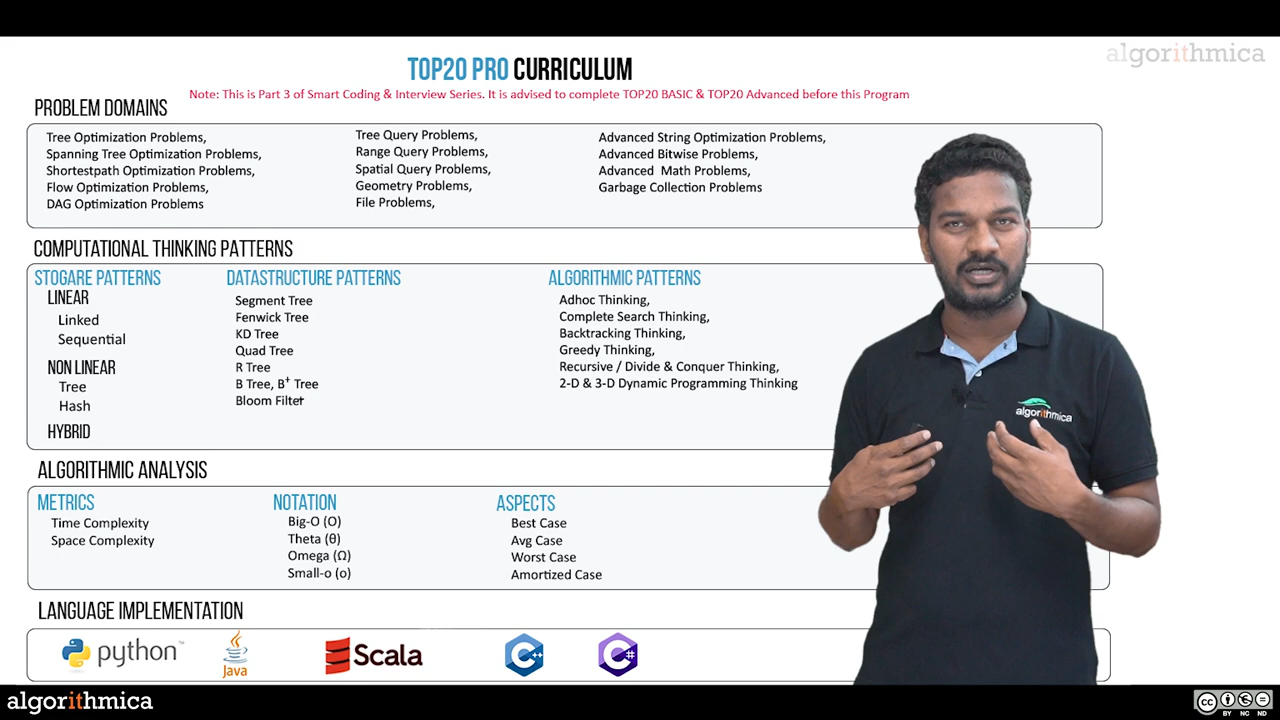 algorithmica
TOP20 PRO CURRICULUM
Note: This is Part 3 of Smart Coding & Interview Series. It is advised to complete TOP20 BASIC & TOP20 Advanced before this Program
PROBLEM DOMAINS
Tree Optimization Problems,
Spanning Tree Optimization Problems,
Shortestpath Optimization Problems,
Flow Optimization Problems,
DAG Optimization Problems
Tree Query Problems,
Range Query Problems,
Spatial Query Problems,
Geometry Problems,
File Problems,
Advanced String Optimization Problems,
Advanced Bitwise Problems,
Advanced Math Problems,
Garbage Collection Problems
COMPUTATIONAL THINKING PATTERNS
STOGARE PATTERNS
LINEAR
Linked
Sequential
NON LINEAR
Tree
Hash
HYBRID
DATASTRUCTURE PATTERNS
Segment Tree
Fenwick Tree
KD Tree
Quad Tree
R Tree
B Tree, B+ Tree
Bloom Filter
ALGORITHMIC PATTERNS
Adhoc Thinking,
Complete Search Thinking,
Backtracking Thinking,
Greedy Thinking,
Recursive / Divide & Conquer Thinking,
2-D & 3-D Dynamic Programming Thinking
algorithmica
ALGORITHMIC ANALYSIS
METRICS
Time Complexity
Space Complexity
NOTATION
Big-O (O)
Theta (θ)
Omega (Ω)
Small-o (o)
ASPECTS
Best Case
Avg Case
Worst Case
Amortized Case
LANGUAGE IMPLEMENTATION
python™
Java
Scala
C++
C#
algorithmica
CC BY NC ND